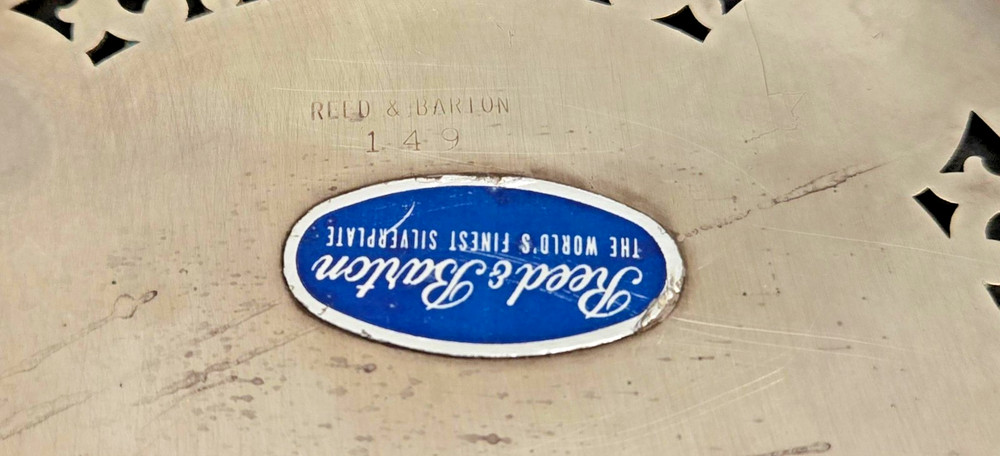 REED & BARTON
149
Reed & Barton
THE WORLD'S FINEST SILVERPLATE